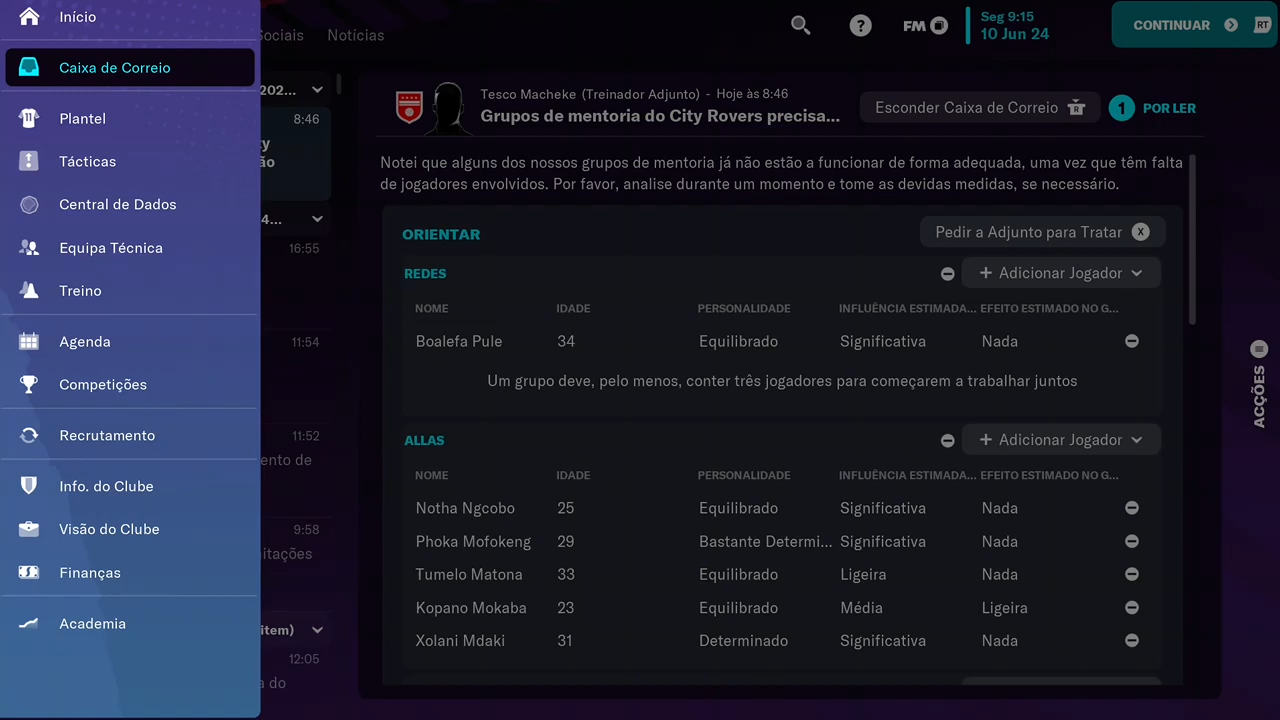 Início
Caixa de Correio
Plantel
Tácticas
Central de Dados
Equipa Técnica
Treino
Agenda
Competições
Recrutamento
Info. do Clube
Visão do Clube
Finanças
Academia
ociais
Notícias
FM
Seg 9:15
10 Jun 24
CONTINUAR
RT
202...
8:46
ty
ão
4...
16:55
11:54
11:52
ento de
9:58
itações
item)
12:05
a do
Tesco Macheke (Treinador Adjunto) - Hoje às 8:46
Grupos de mentoria do City Rovers precisa...
Esconder Caixa de Correio
R
1 POR LER
Notei que alguns dos nossos grupos de mentoria já não estão a funcionar de forma adequada, uma vez que têm falta
de jogadores envolvidos. Por favor, analise durante um momento e tome as devidas medidas, se necessário.
ORIENTAR
Pedir a Adjunto para Tratar X
REDES
+ Adicionar Jogador
NOME IDADE PERSONALIDADE INFLUÊNCIA ESTIMADA... EFEITO ESTIMADO NO G...
Boalefa Pule 34 Equilibrado Significativa Nada
Um grupo deve, pelo menos, conter três jogadores para começarem a trabalhar juntos
ALLAS
+ Adicionar Jogador
NOME IDADE PERSONALIDADE INFLUÊNCIA ESTIMADA... EFEITO ESTIMADO NO G...
Notha Ngcobo 25 Equilibrado Significativa Nada
Phoka Mofokeng 29 Bastante Determi... Significativa Nada
Tumelo Matona 33 Equilibrado Ligeira Nada
Kopano Mokaba 23 Equilibrado Média Ligeira
Xolani Mdaki 31 Determinado Significativa Nada
ACÇÕES